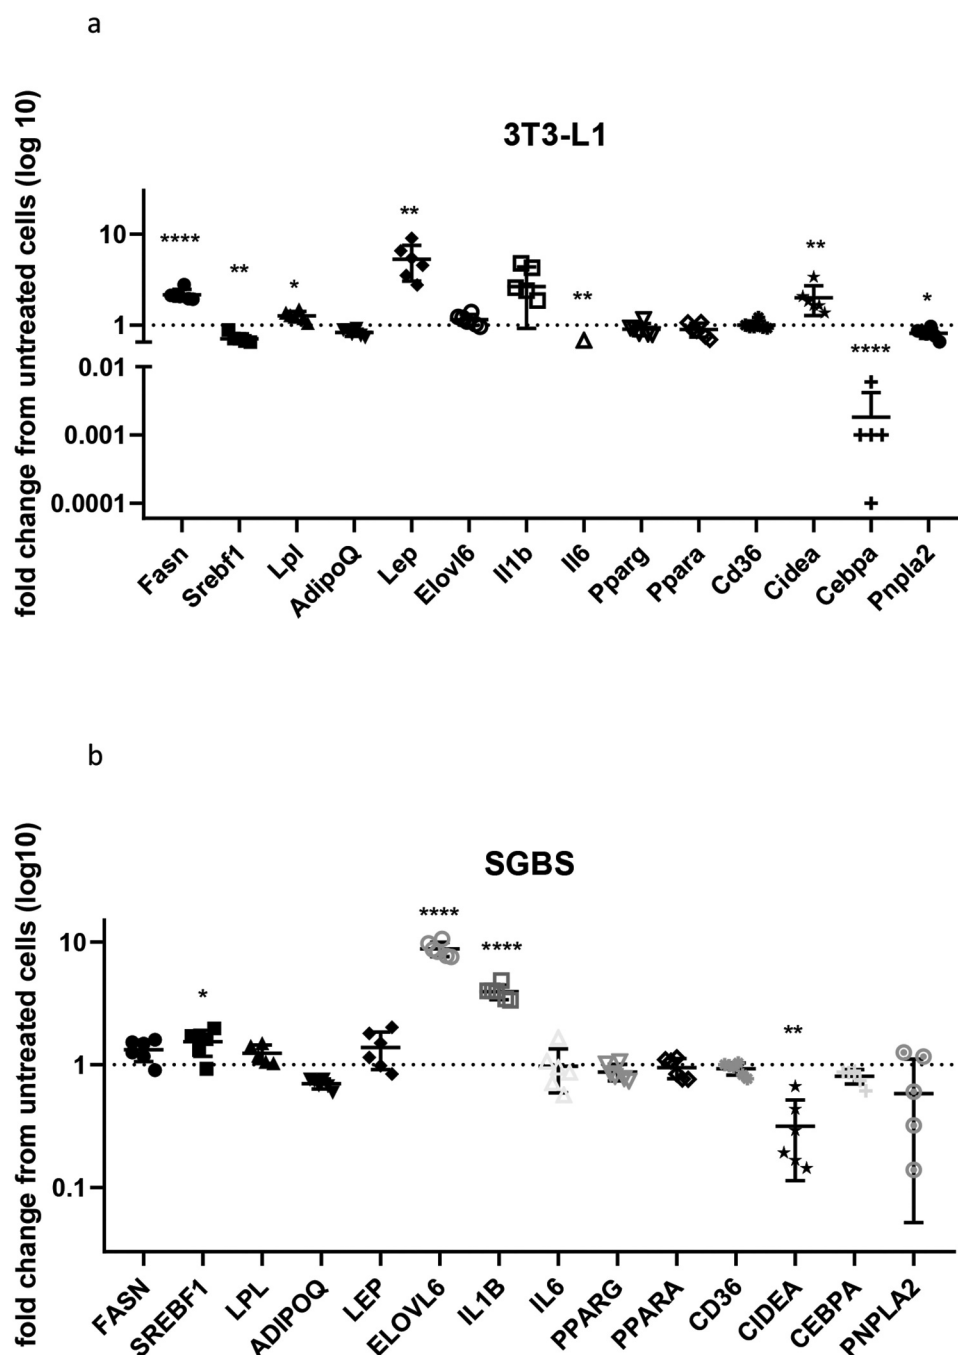 a
3T3-L1
fold change from untreated cells (log 10)
10
1
0.01
0.001
0.0001
****
**
*
**
**
**
****
*
Fasn
Srebf1
Lpl
AdipoQ
Lep
Elovl6
Il1b
Il6
Pparg
Ppara
Cd36
Cidea
Cebpa
Pnpla2
b
SGBS
fold change from untreated cells (log10)
10
1
0.1
*
****
****
**
FASN
SREBF1
LPL
ADIPOQ
LEP
ELOVL6
IL1B
IL6
PPARG
PPARA
CD36
CIDEA
CEBPA
PNPLA2